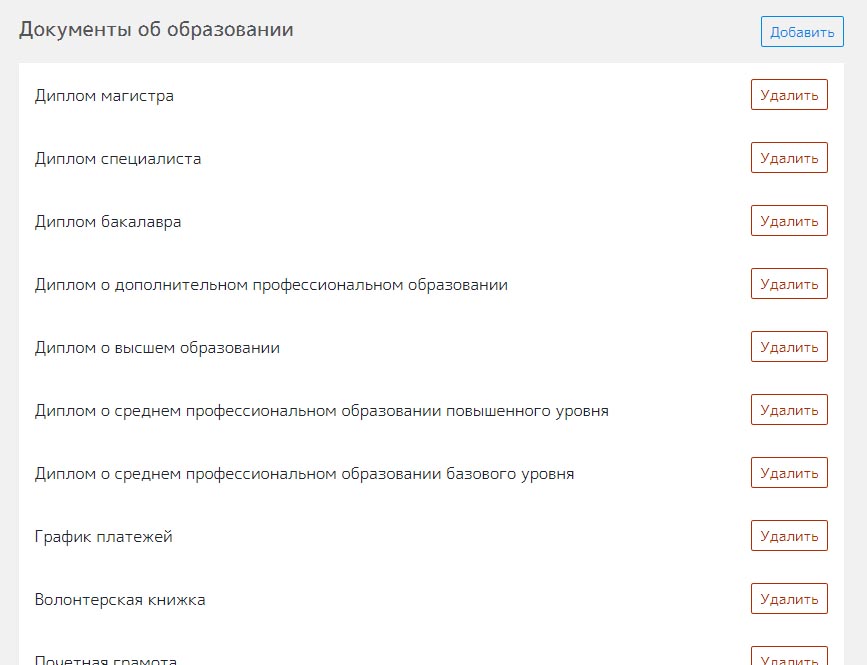 Документы об образовании Добавить
Диплом магистра Удалить
Диплом специалиста Удалить
Диплом бакалавра Удалить
Диплом о дополнительном профессиональном образовании Удалить
Диплом о высшем образовании Удалить
Диплом о среднем профессиональном образовании повышенного уровня Удалить
Диплом о среднем профессиональном образовании базового уровня Удалить
График платежей Удалить
Волонтерская книжка Удалить
Почетная грамота Удалить